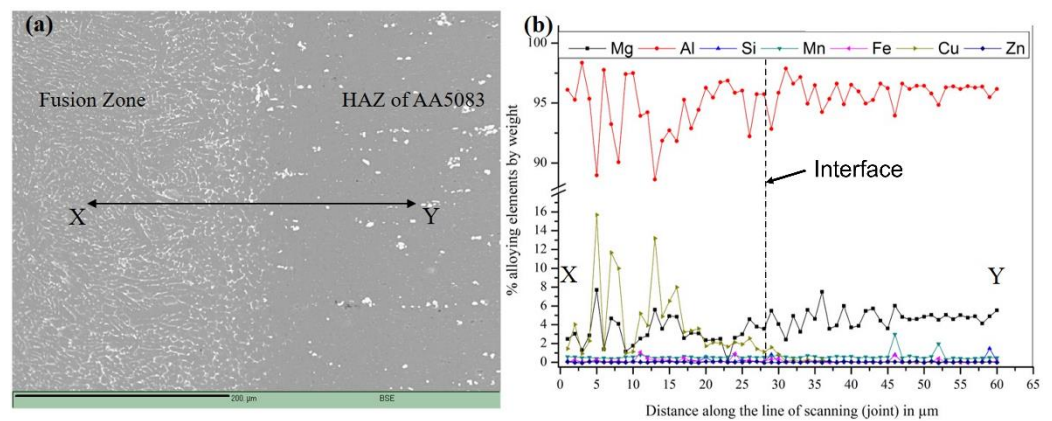 (a)
Fusion Zone
HAZ of AA5083
X
Y
200. µm
BSE
(b)
Mg Al Si Mn Fe Cu Zn
% alloying elements by weight
100
95
90
16
14
12
10
8
6
4
2
0
Interface
X
Y
0 5 10 15 20 25 30 35 40 45 50 55 60 65
Distance along the line of scanning (joint) in µm